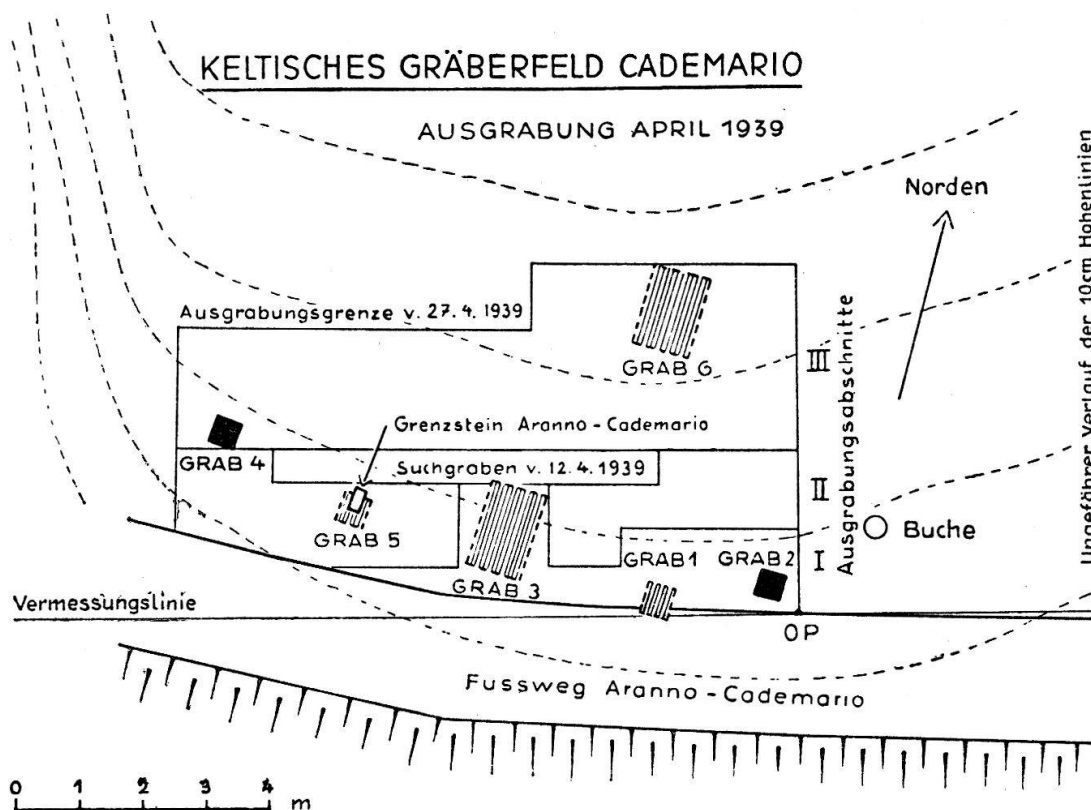 KELTISCHES GRÄBERFELD CADEMARIO
AUSGRABUNG APRIL 1939
Norden
Ungefährer Verlauf der 10cm Höhenlinien
Ausgrabungsgrenze v. 27.4.1939
GRAB 6
III
Ausgrabungsabschnitte
Grenzstein Aranno-Cademario
GRAB 4
Suchgraben v. 12.4.1939
II
Buche
GRAB 5
GRAB 1
GRAB 2
I
GRAB 3
Vermessungslinie
OP
Fussweg Aranno-Cademario
0 1 2 3 4 m